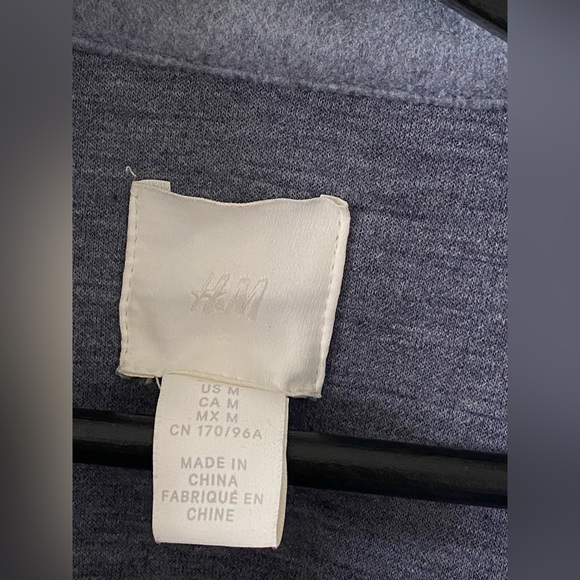 H&M
US M
CA M
MX M
CN 170/96A
MADE IN
CHINA
FABRIQUÉ EN
CHINE